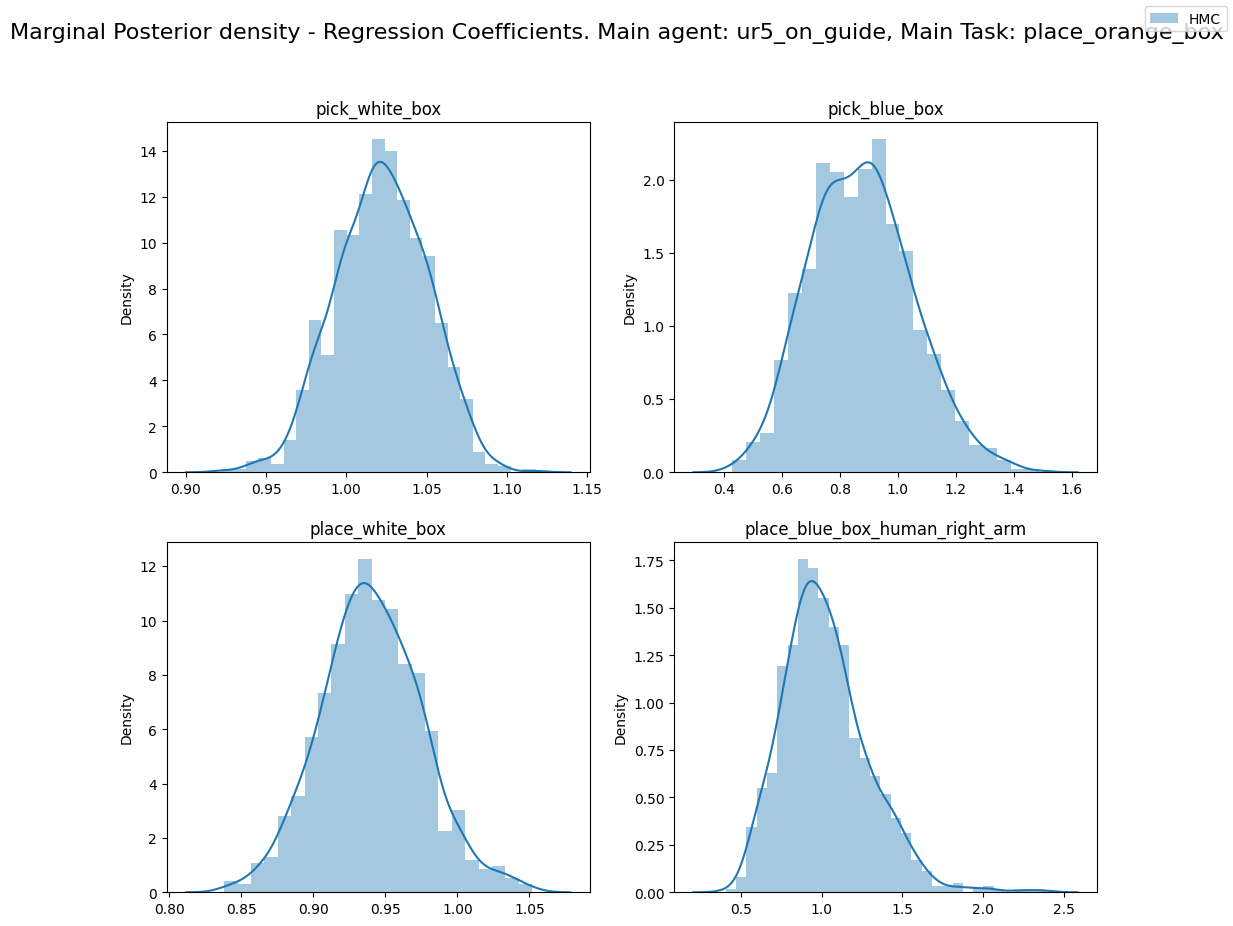 HMC
Marginal Posterior density - Regression Coefficients. Main agent: ur5_on_guide, Main Task: place_orange_box
pick_white_box
Density
14
12
10
8
6
4
2
0
0.90 0.95 1.00 1.05 1.10 1.15
pick_blue_box
Density
2.0
1.5
1.0
0.5
0.0
0.4 0.6 0.8 1.0 1.2 1.4 1.6
place_white_box
Density
12
10
8
6
4
2
0
0.80 0.85 0.90 0.95 1.00 1.05
place_blue_box_human_right_arm
Density
1.75
1.50
1.25
1.00
0.75
0.50
0.25
0.00
0.5 1.0 1.5 2.0 2.5